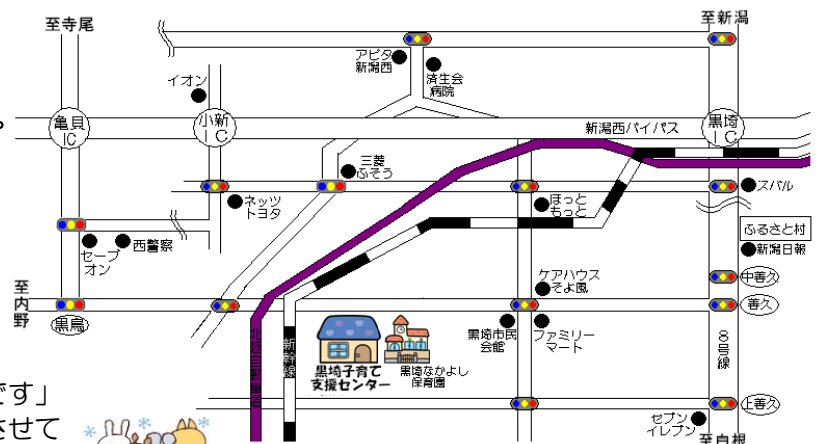 至寺尾
至新潟
アピタ
新潟西
済生会
病院
イオン
亀貝
IC
小新
IC
新潟西バイパス
黒埼
IC
三菱
ふそう
ネッツ
トヨタ
ほっと
もっと
スバル
ふるさと村
新潟日報
セーブ
オン
西警察
中善久
ケアハウス
そよ風
至内野
黒鳥
善久
黒埼市民
会館
ファミリー
マート
8号線
北陸自動車道
新幹線
黒埼子育て
支援センター
黒埼なかよし
保育園
上善久
セブン
イレブン
至白根
です」
させて